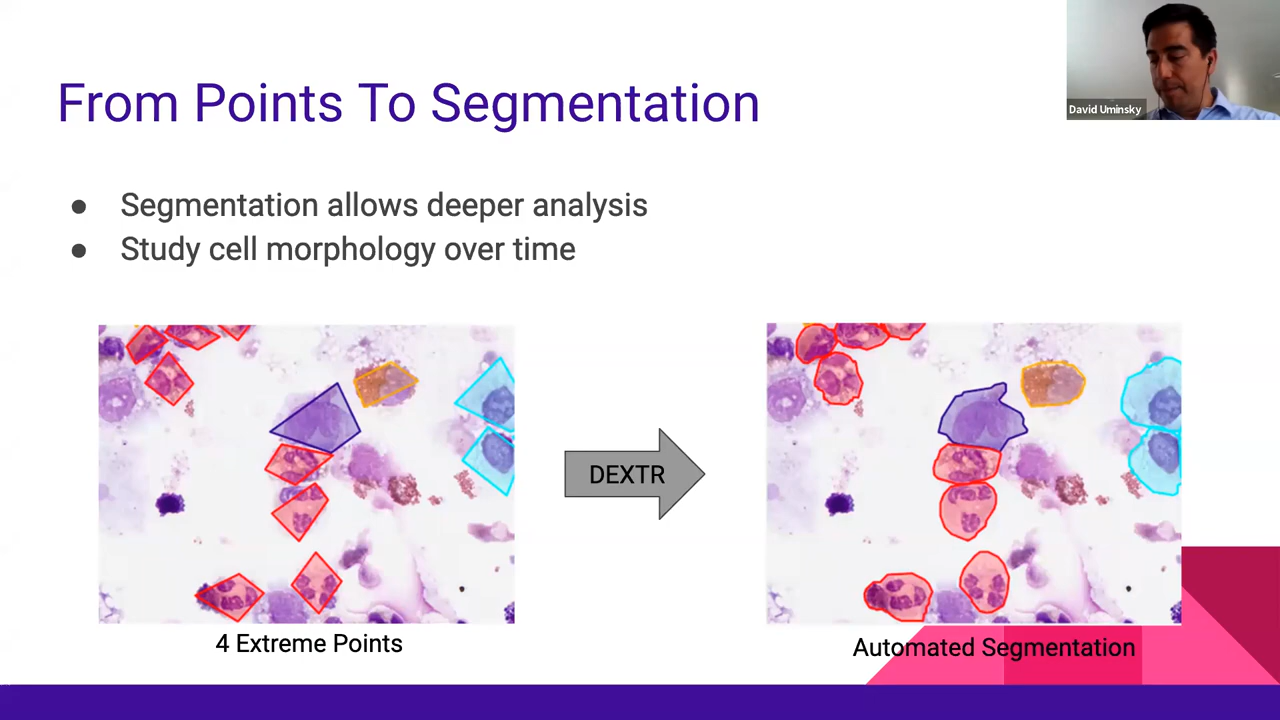 From Points To Segmentation
David Uminsky
● Segmentation allows deeper analysis
● Study cell morphology over time
DEXTR
4 Extreme Points
Automated Segmentation